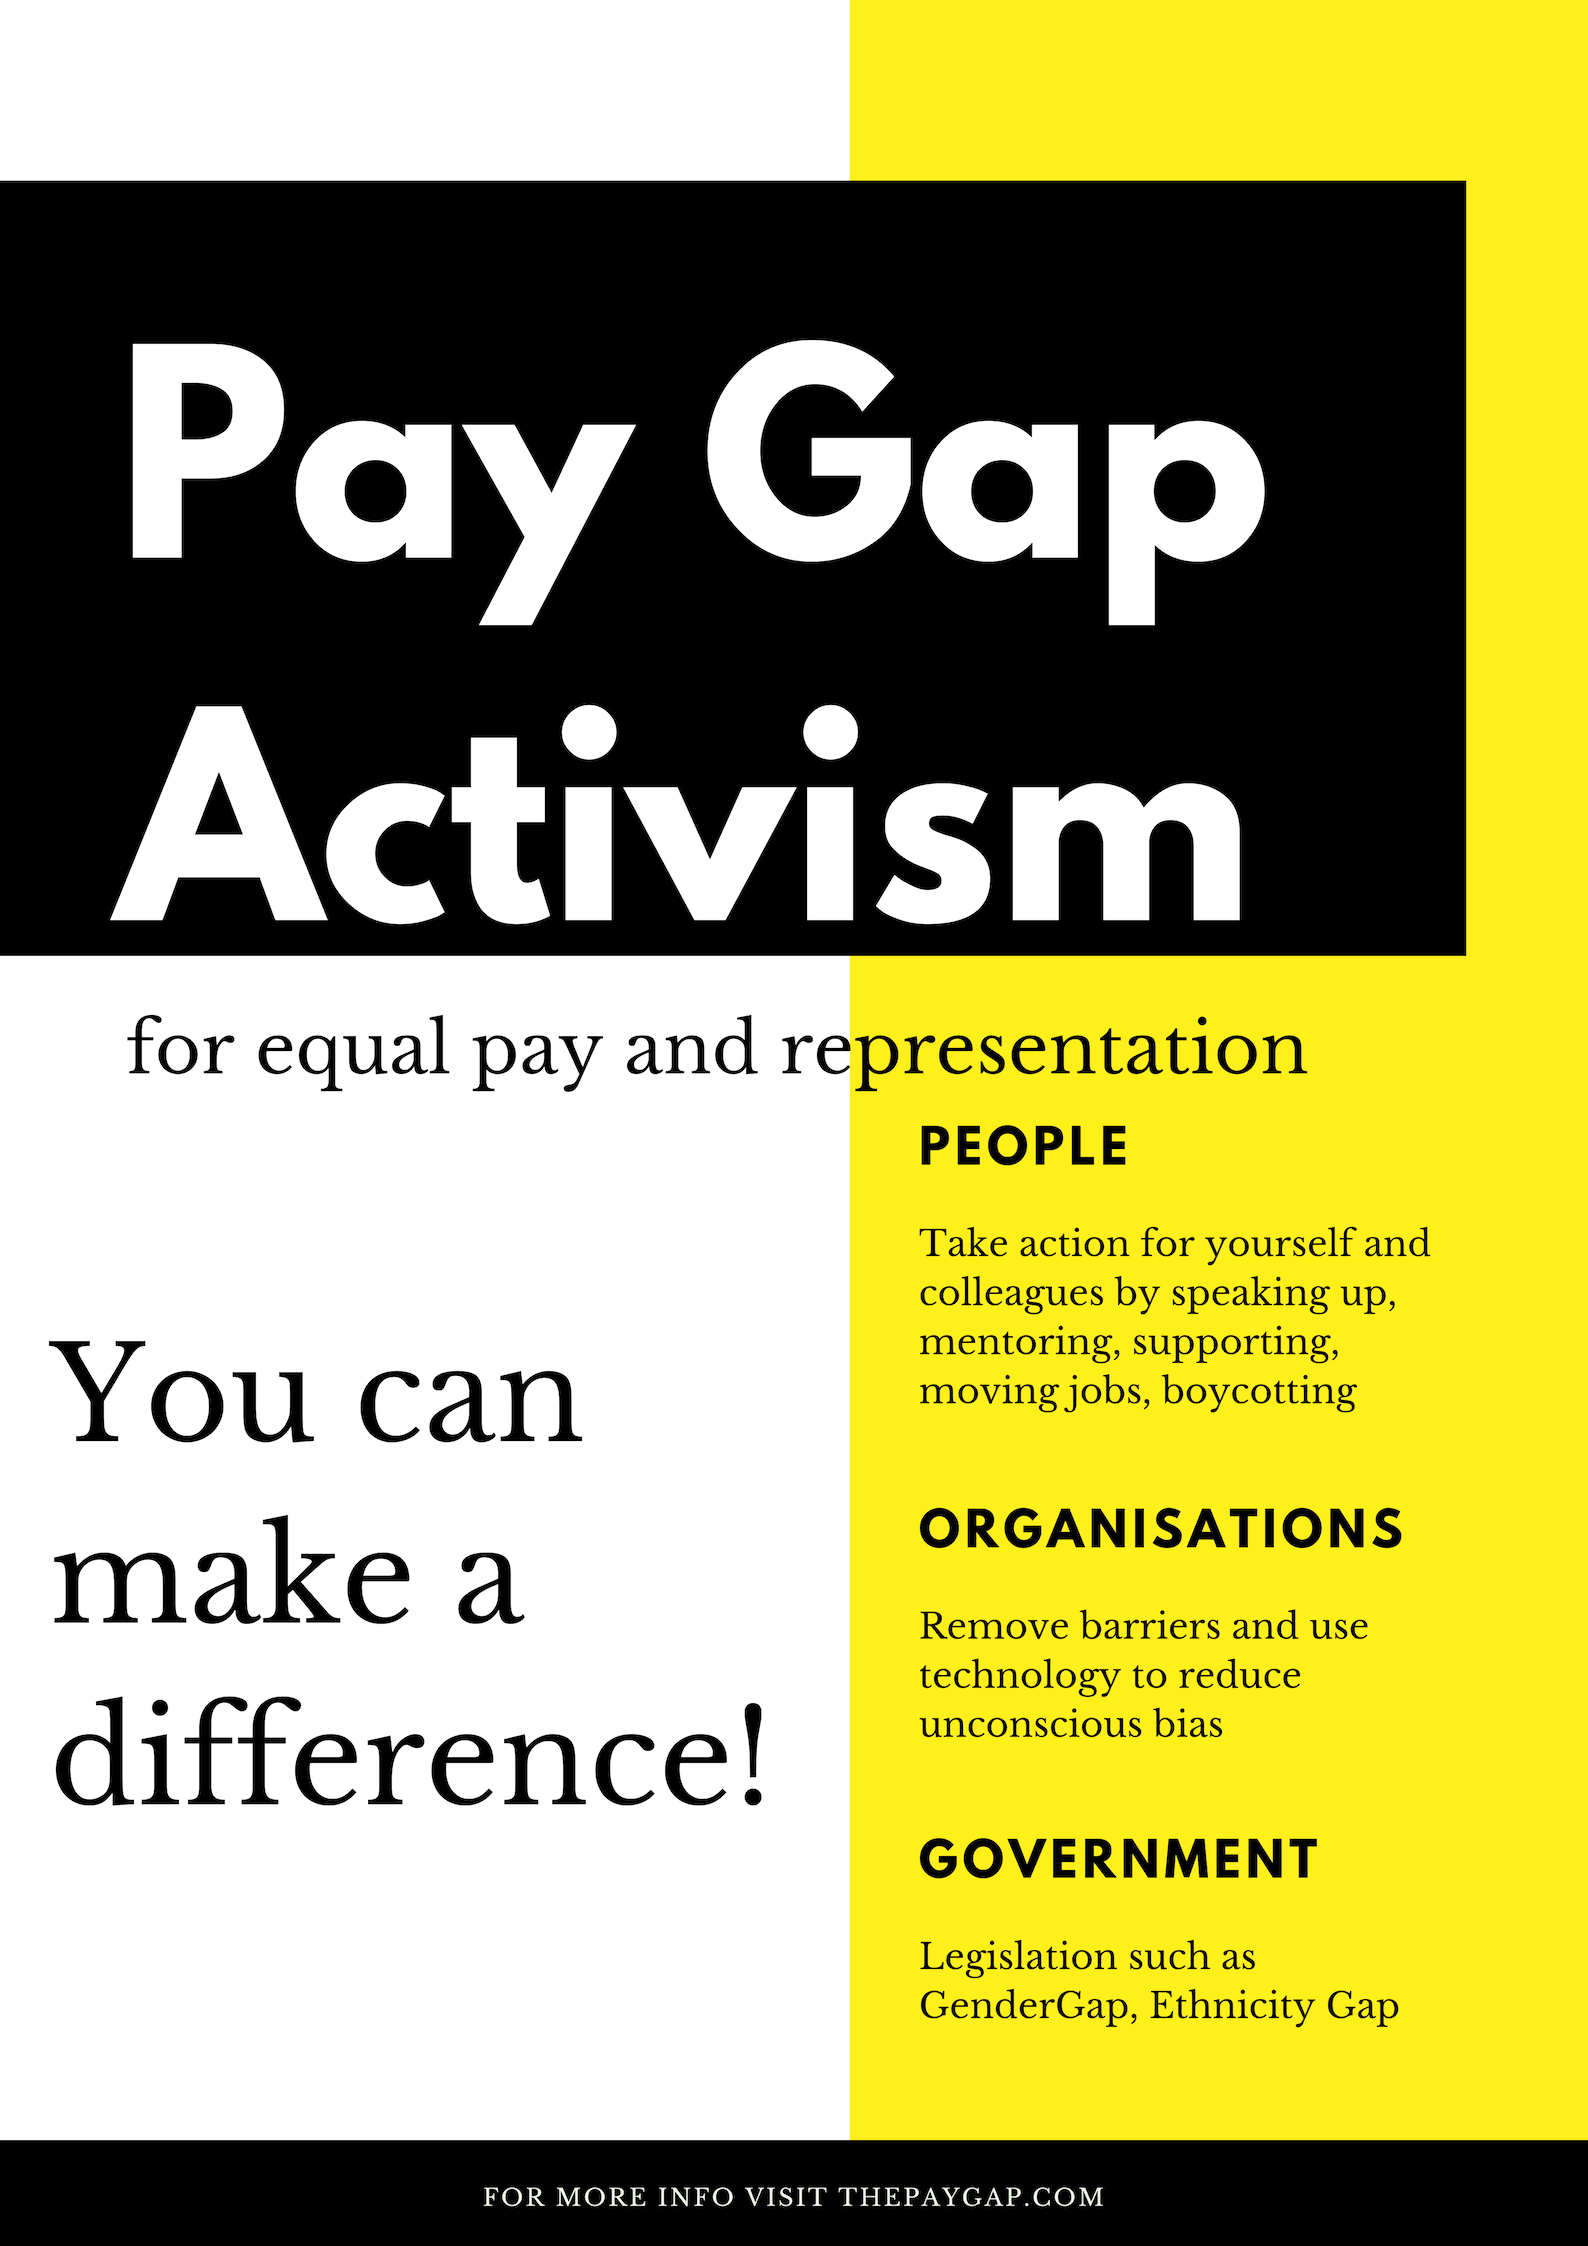 Pay Gap
Activism
for equal pay and representation
You can
make a
difference!
PEOPLE
Take action for yourself and
colleagues by speaking up,
mentoring, supporting,
moving jobs, boycotting
ORGANISATIONS
Remove barriers and use
technology to reduce
unconscious bias
GOVERNMENT
Legislation such as
GenderGap, Ethnicity Gap
FOR MORE INFO VISIT THEPAYGAP.COM